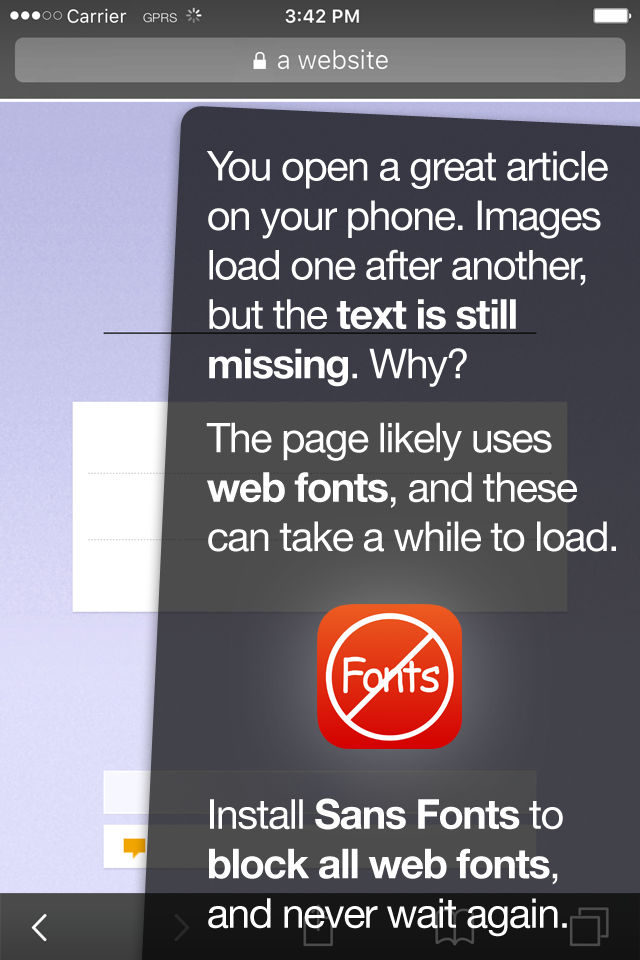 Carrier GPRS 3:42 PM
a website
You open a great article
on your phone. Images
load one after another,
but the text is still
missing. Why?
The page likely uses
web fonts, and these
can take a while to load.
Fonts
Install Sans Fonts to
block all web fonts,
and never wait again.